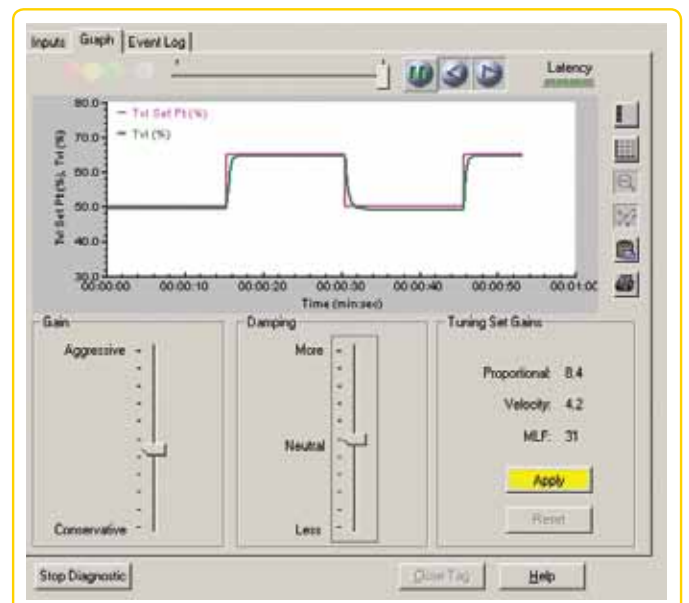 Inputs Graph Event Log
Latency
Tvl Set Pt (%)
Tvl (%)
Tvl Set Pt (%), Tvl (%)
80.0
70.0
60.0
50.0
40.0
30.0
00:00:00 00:00:10 00:00:20 00:00:30 00:00:40 00:00:50 00:01:00
Time (min:sec)
Gain
Aggressive
Conservative
Damping
More
Neutral
Less
Tuning Set Gains
Proportional: 8.4
Velocity: 4.2
MLF: 31
Apply
Reset
Stop Diagnostic
Close Tag
Help